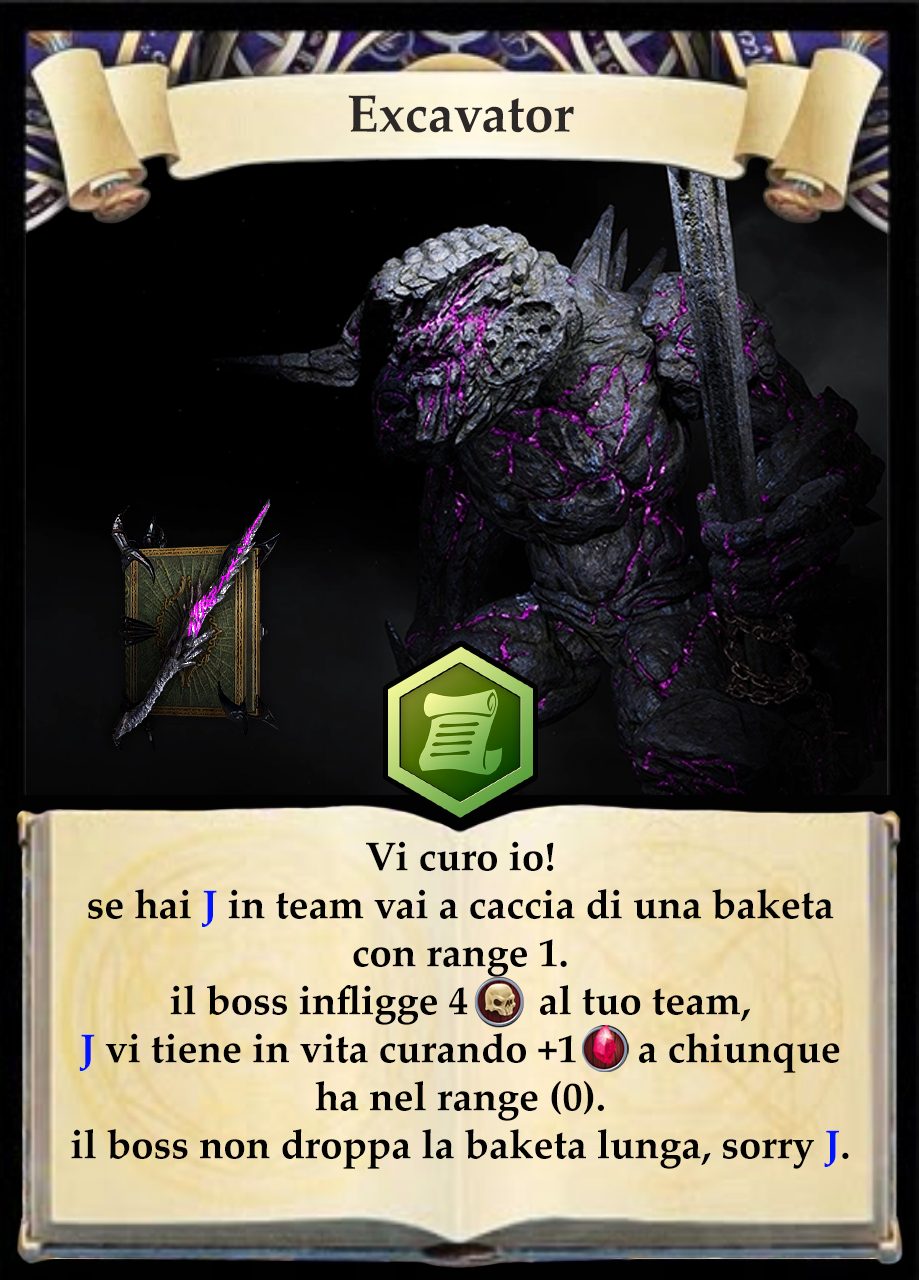 Excavator
Vi curo io!
se hai J in team vai a caccia di una baketa
con range 1.
il boss infligge 4 al tuo team,
J vi tiene in vita curando +1 a chiunque
ha nel range (0).
il boss non droppa la baketa lunga, sorry J.